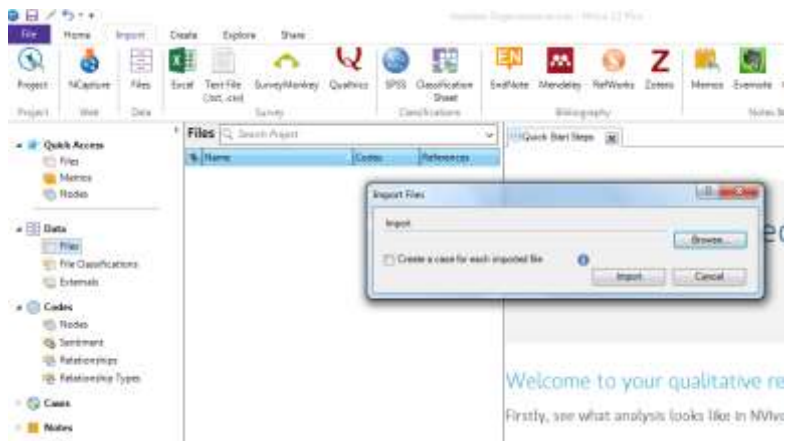 File Home Import Create Explore Share
Project NCapture Files Excel Text File SurveyMonkey Qualtrics SPSS Classification EndNote Mendeley RefWorks Zotero Memos Evernote
(.txt, .csv) Sheet
Project Web Data Survey Classifications Bibliography Notes
Quick Access
Files
Memos
Nodes
Data
Files
File Classifications
Externals
Codes
Nodes
Sentiment
Relationships
Relationship Types
Cases
Notes
Files Search Project
Name Codes References
Quick Start Steps
Import Files
Import
Browse...
Create a case for each imported file
Import Cancel
Welcome to your qualitative re
Firstly, see what analysis looks like in NVivo